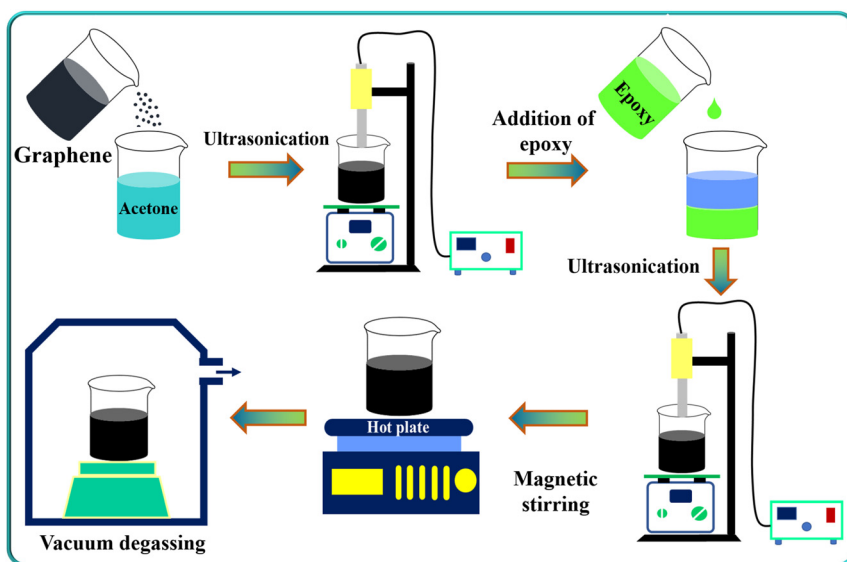 Graphene
Acetone
Ultrasonication
Addition of
epoxy
Epoxy
Ultrasonication
Magnetic
stirring
Hot plate
Vacuum degassing